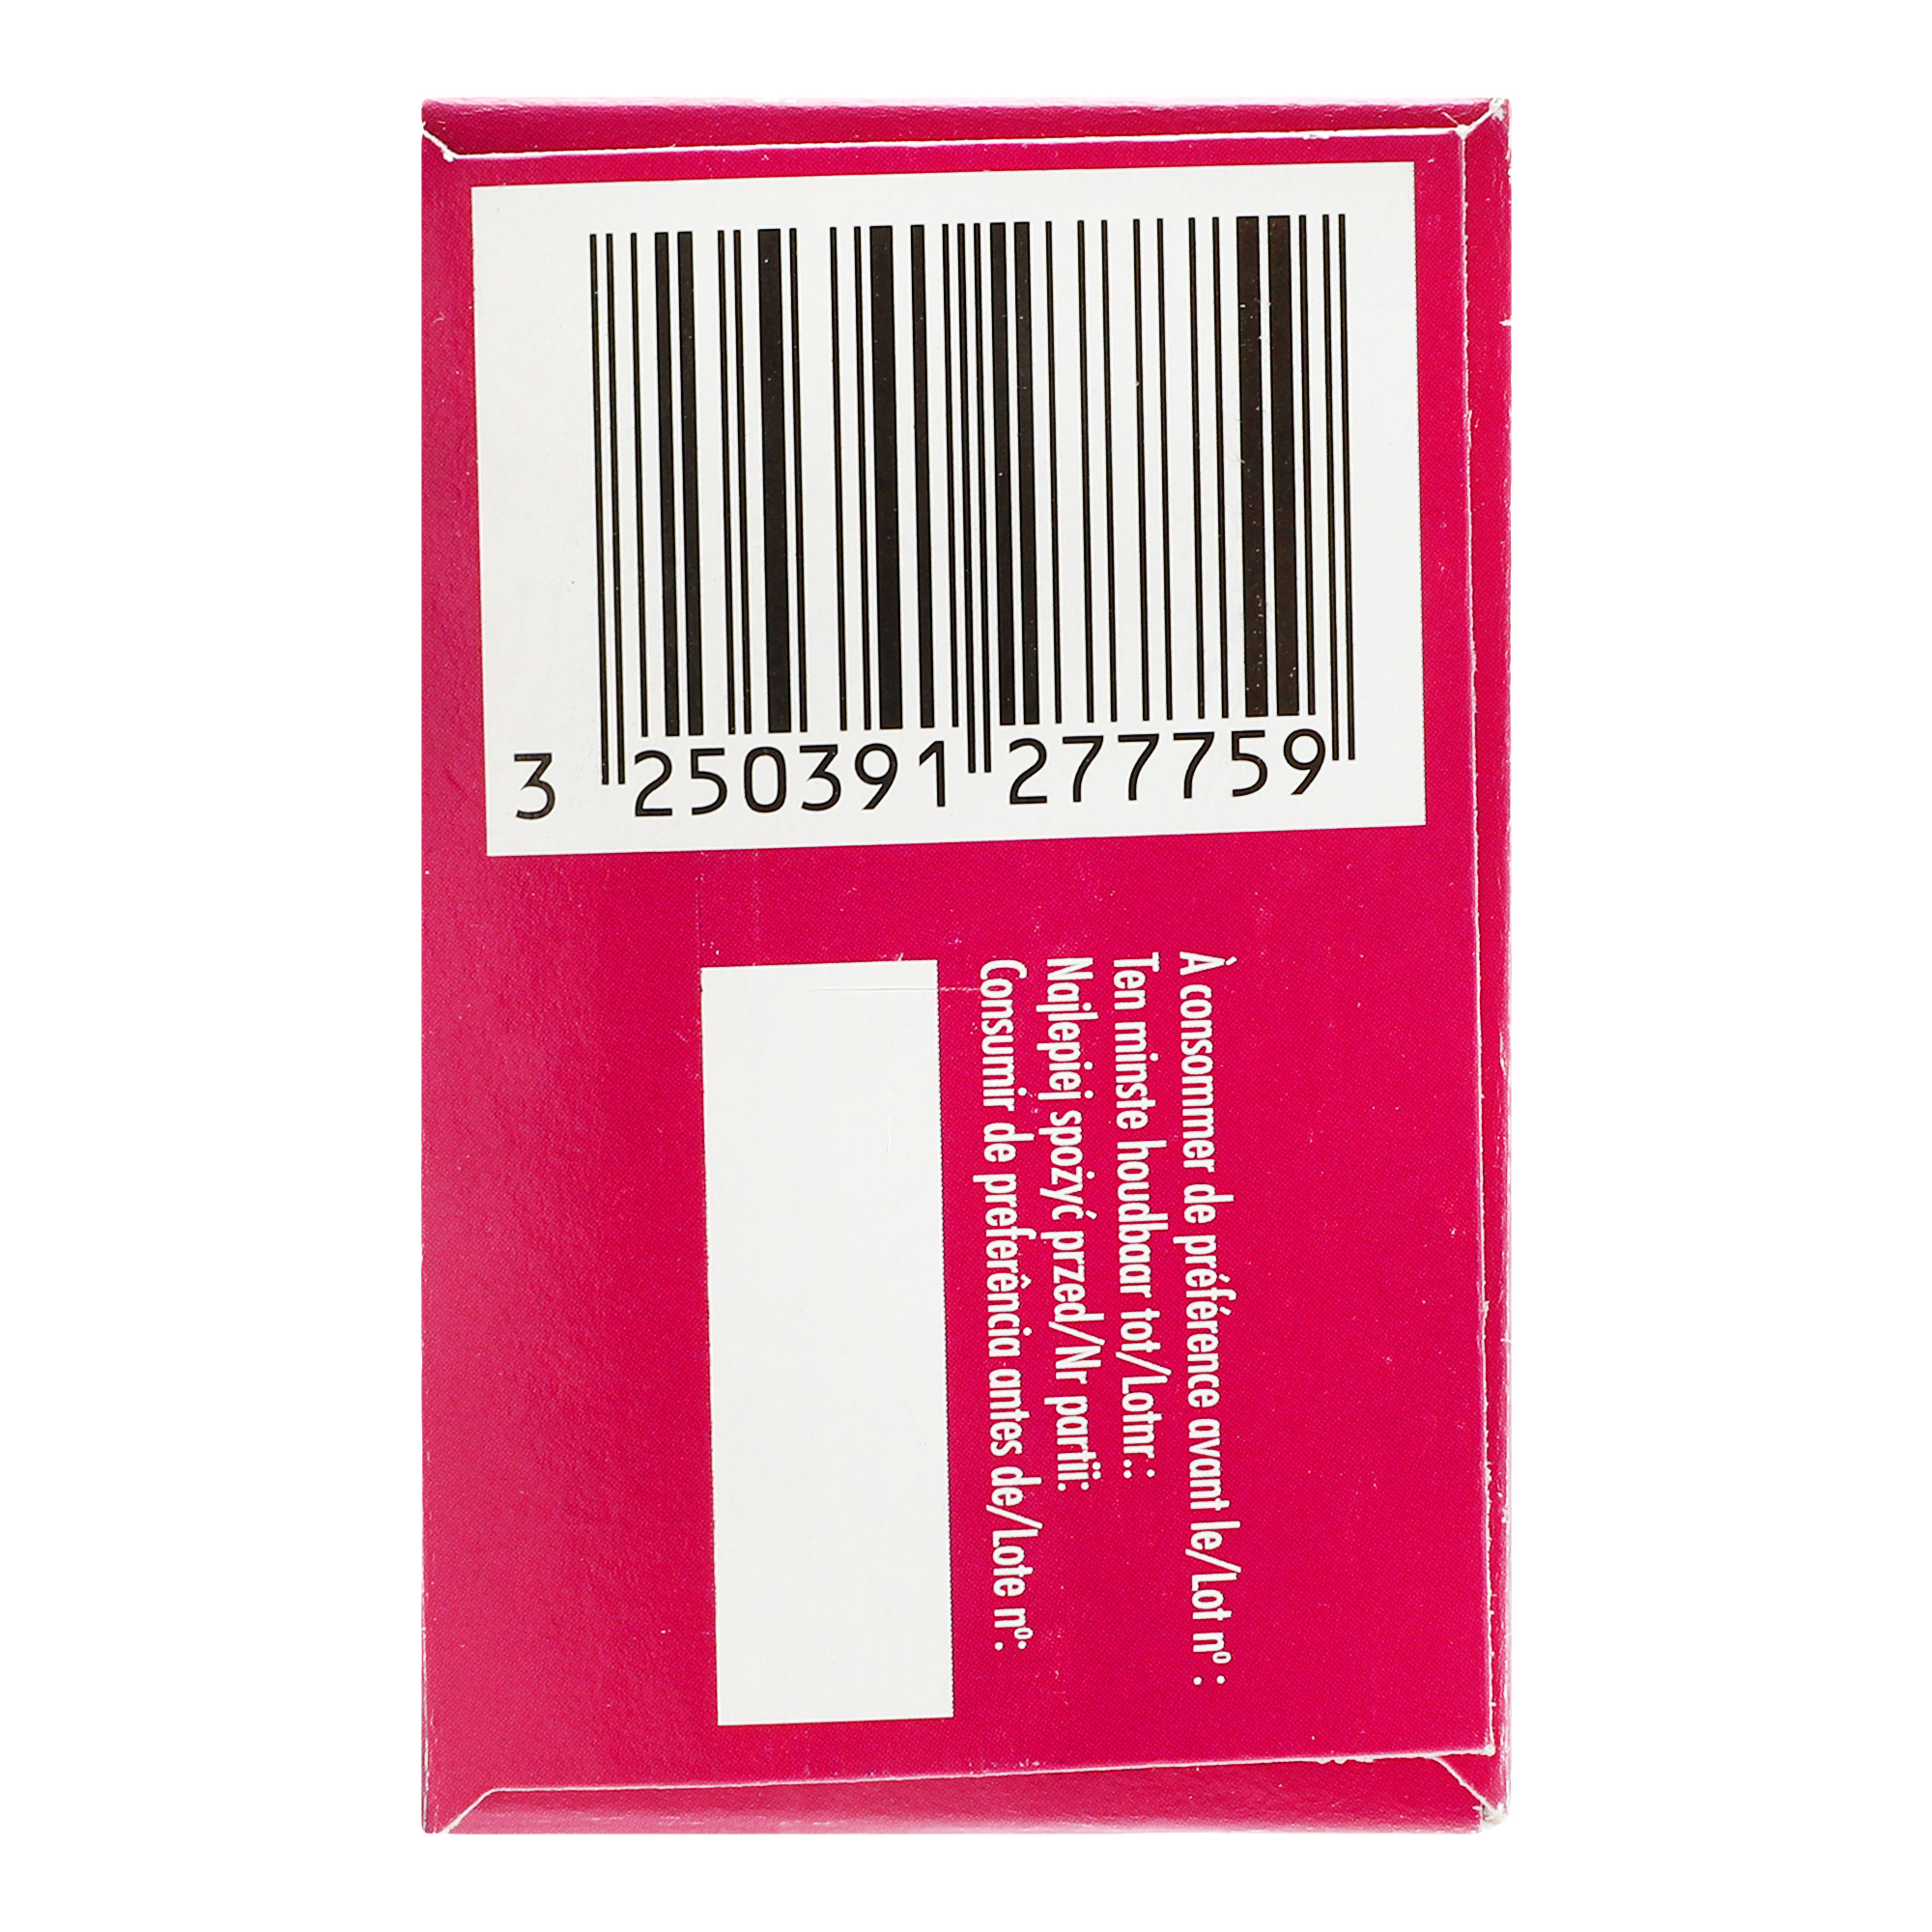 3 250391 277759
À consommer de préférence avant le/Lot nº :
Ten minste houdbaar tot/Lotnr.:
Najlepiej spożyć przed/Nr partii:
Consumir de preferência antes de/Lote nº: